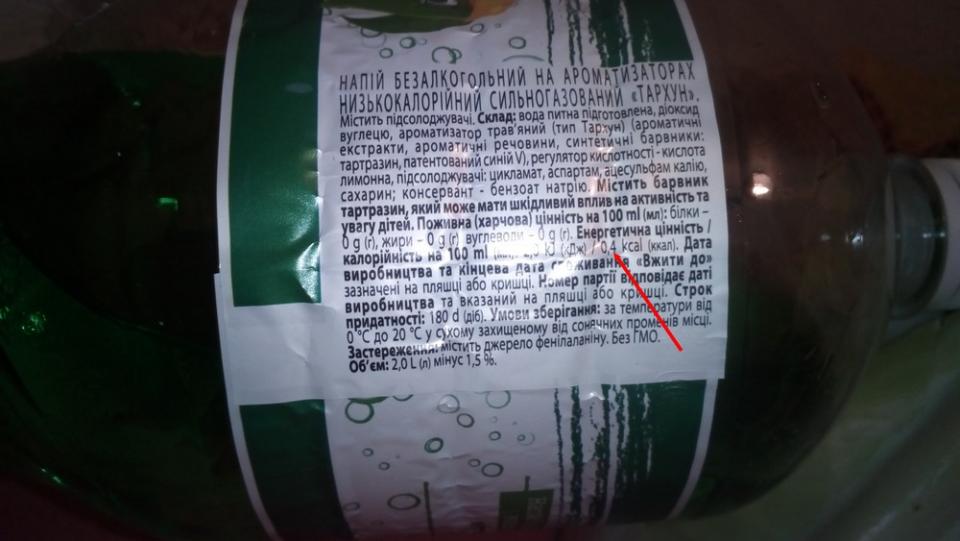 НАПІЙ БЕЗАЛКОГОЛЬНИЙ НА АРОМАТИЗАТОРАХ
НИЗЬКОКАЛОРІЙНИЙ СИЛЬНОГАЗОВАНИЙ «ТАРХУН».
Містить підсолоджувачі. Склад: вода питна підготовлена, діоксид
вуглецю, ароматизатор трав'яний (тип Тархун) (ароматичні
екстракти, ароматичні речовини, синтетичні барвники:
тартразин, патентований синій V), регулятор кислотності - кислота
лимонна, підсолоджувачі: цикламат, аспартам, ацесульфам калію,
сахарин; консервант - бензоат натрію. Містить барвник
тартразин, який може мати шкідливий вплив на активність та
увагу дітей. Поживна (харчова) цінність на 100 ml (мл): білки –
0 g (г), жири – 0 g (г) вуглеводи – 0 g (г). Енергетична цінність /
калорійність на 100 ml kJ (кДж) / 0,4 kcal (ккал). Дата
виробництва та кінцева дата споживання «Вжити до»
зазначені на пляшці або кришці. Номер партії відповідає даті
виробництва та вказаний на пляшці або кришці. Строк
придатності: 180 d (діб). Умови зберігання: за температури від
0 °C до 20 °C у сухому захищеному від сонячних променів місці.
Застереження: містить джерело фенілаланіну. Без ГМО.
Об'єм: 2,0 L (л) мінус 1,5 %.